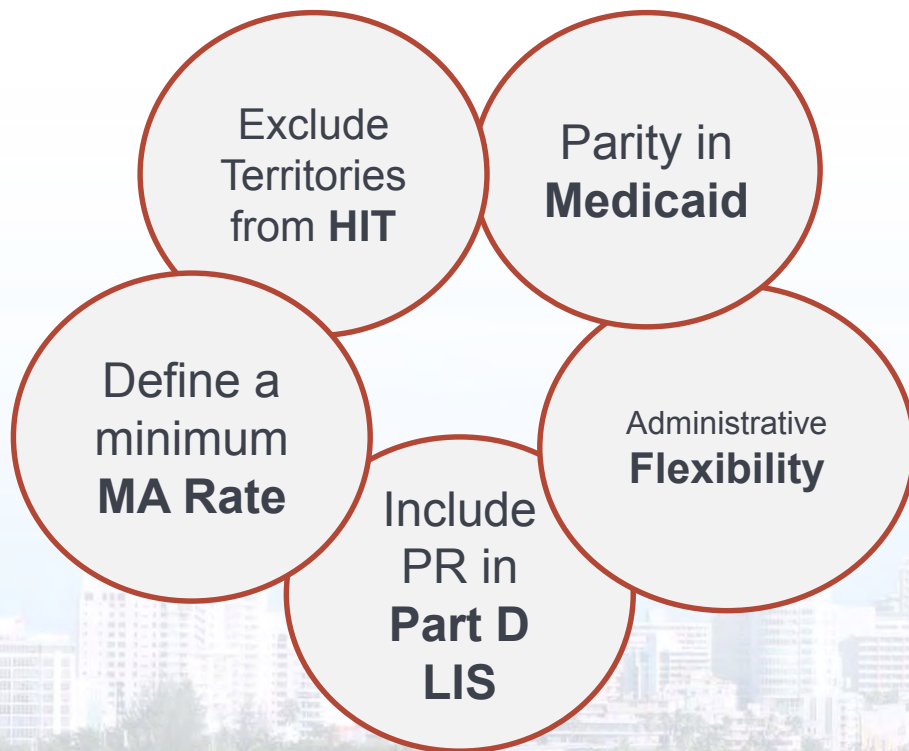 Exclude
Territories
from HIT
Parity in
Medicaid
Define a
minimum
MA Rate
Administrative
Flexibility
Include
PR in
Part D
LIS